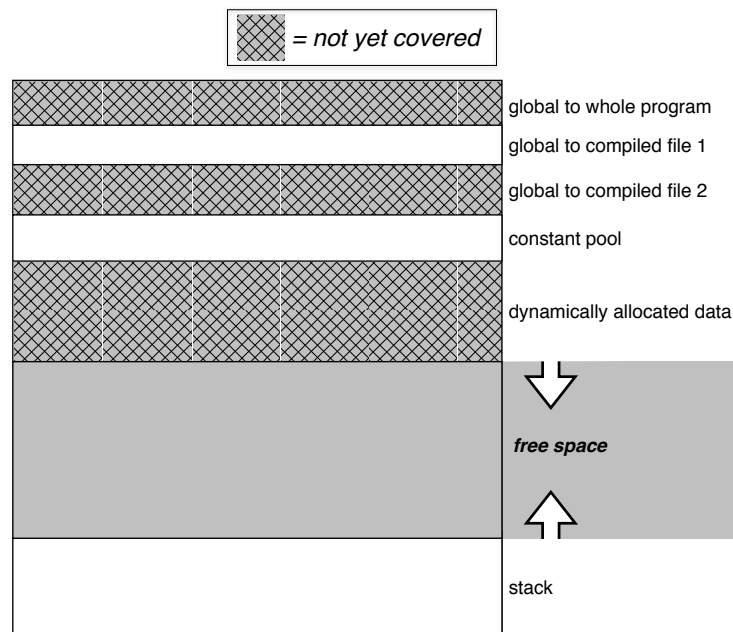 = not yet covered
global to whole program
global to compiled file 1
global to compiled file 2
constant pool
dynamically allocated data
free space
stack